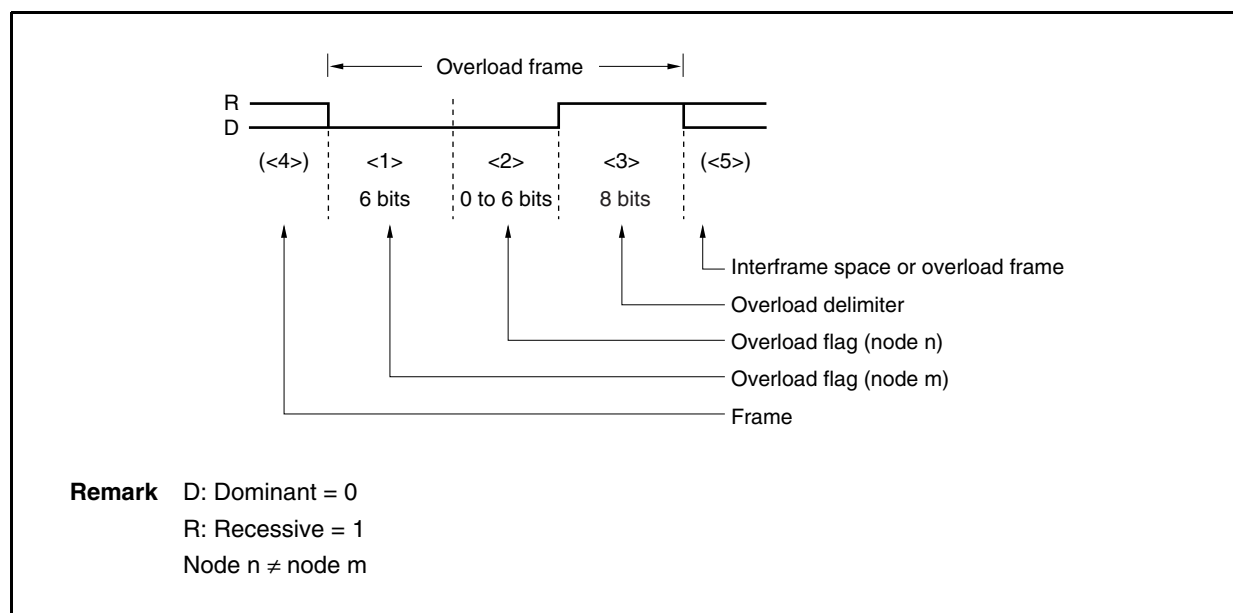 Overload frame
R
D
(<4>) <1> <2> <3> (<5>)
6 bits 0 to 6 bits 8 bits
Interframe space or overload frame
Overload delimiter
Overload flag (node n)
Overload flag (node m)
Frame
Remark D: Dominant = 0
R: Recessive = 1
Node n ≠ node m